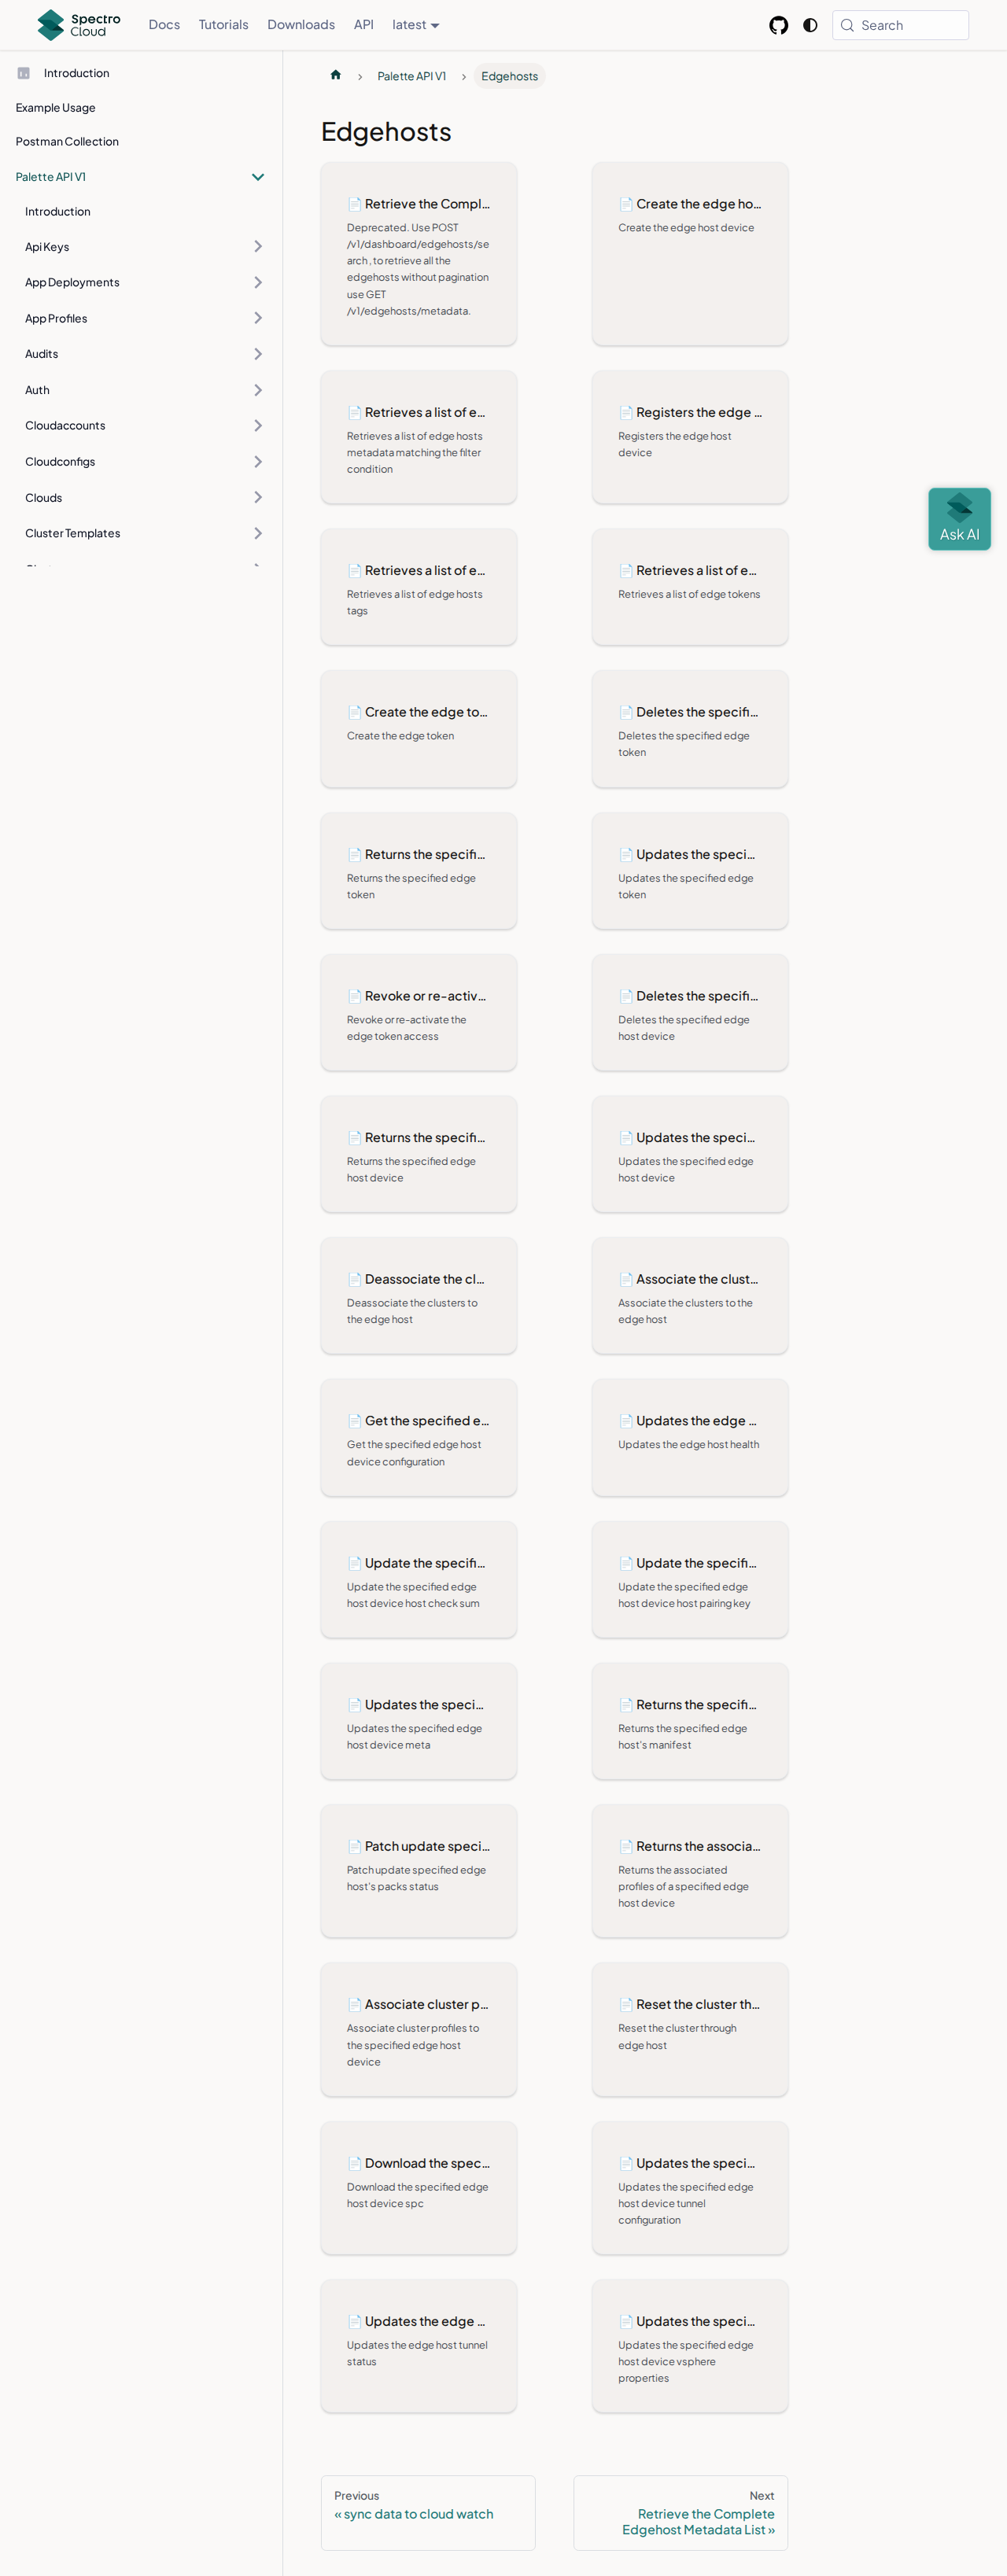 Spectro
Cloud
Docs
Tutorials
Downloads
API
latest
Search
Introduction
Example Usage
Postman Collection
Palette API V1
Introduction
Api Keys
App Deployments
App Profiles
Audits
Auth
Cloudaccounts
Cloudconfigs
Clouds
Cluster Templates
Palette API V1
Edgehosts
Edgehosts
Retrieve the Compl...
Deprecated. Use POST
/v1/dashboard/edgehosts/se
arch , to retrieve all the
edgehosts without pagination
use GET
/v1/edgehosts/metadata.
Create the edge ho...
Create the edge host device
Retrieves a list of e...
Retrieves a list of edge hosts
metadata matching the filter
condition
Registers the edge ...
Registers the edge host
device
Retrieves a list of e...
Retrieves a list of edge hosts
tags
Retrieves a list of e...
Retrieves a list of edge tokens
Create the edge to...
Create the edge token
Deletes the specifi...
Deletes the specified edge
token
Returns the specifi...
Returns the specified edge
token
Updates the speci...
Updates the specified edge
token
Revoke or re-activ...
Revoke or re-activate the
edge token access
Deletes the specifi...
Deletes the specified edge
host device
Returns the specifi...
Returns the specified edge
host device
Updates the speci...
Updates the specified edge
host device
Deassociate the cl...
Deassociate the clusters to
the edge host
Associate the clust...
Associate the clusters to the
edge host
Get the specified e...
Get the specified edge host
device configuration
Updates the edge ...
Updates the edge host health
Update the specifi...
Update the specified edge
host device host check sum
Update the specifi...
Update the specified edge
host device host pairing key
Updates the speci...
Updates the specified edge
host device meta
Returns the specifi...
Returns the specified edge
host's manifest
Patch update speci...
Patch update specified edge
host's packs status
Returns the associa...
Returns the associated
profiles of a specified edge
host device
Associate cluster p...
Associate cluster profiles to
the specified edge host
device
Reset the cluster th...
Reset the cluster through
edge host
Download the spec...
Download the specified edge
host device spc
Updates the speci...
Updates the specified edge
host device tunnel
configuration
Updates the edge ...
Updates the edge host tunnel
status
Updates the speci...
Updates the specified edge
host device vsphere
properties
Previous
« sync data to cloud watch
Next
Retrieve the Complete
Edgehost Metadata List »
Ask AI